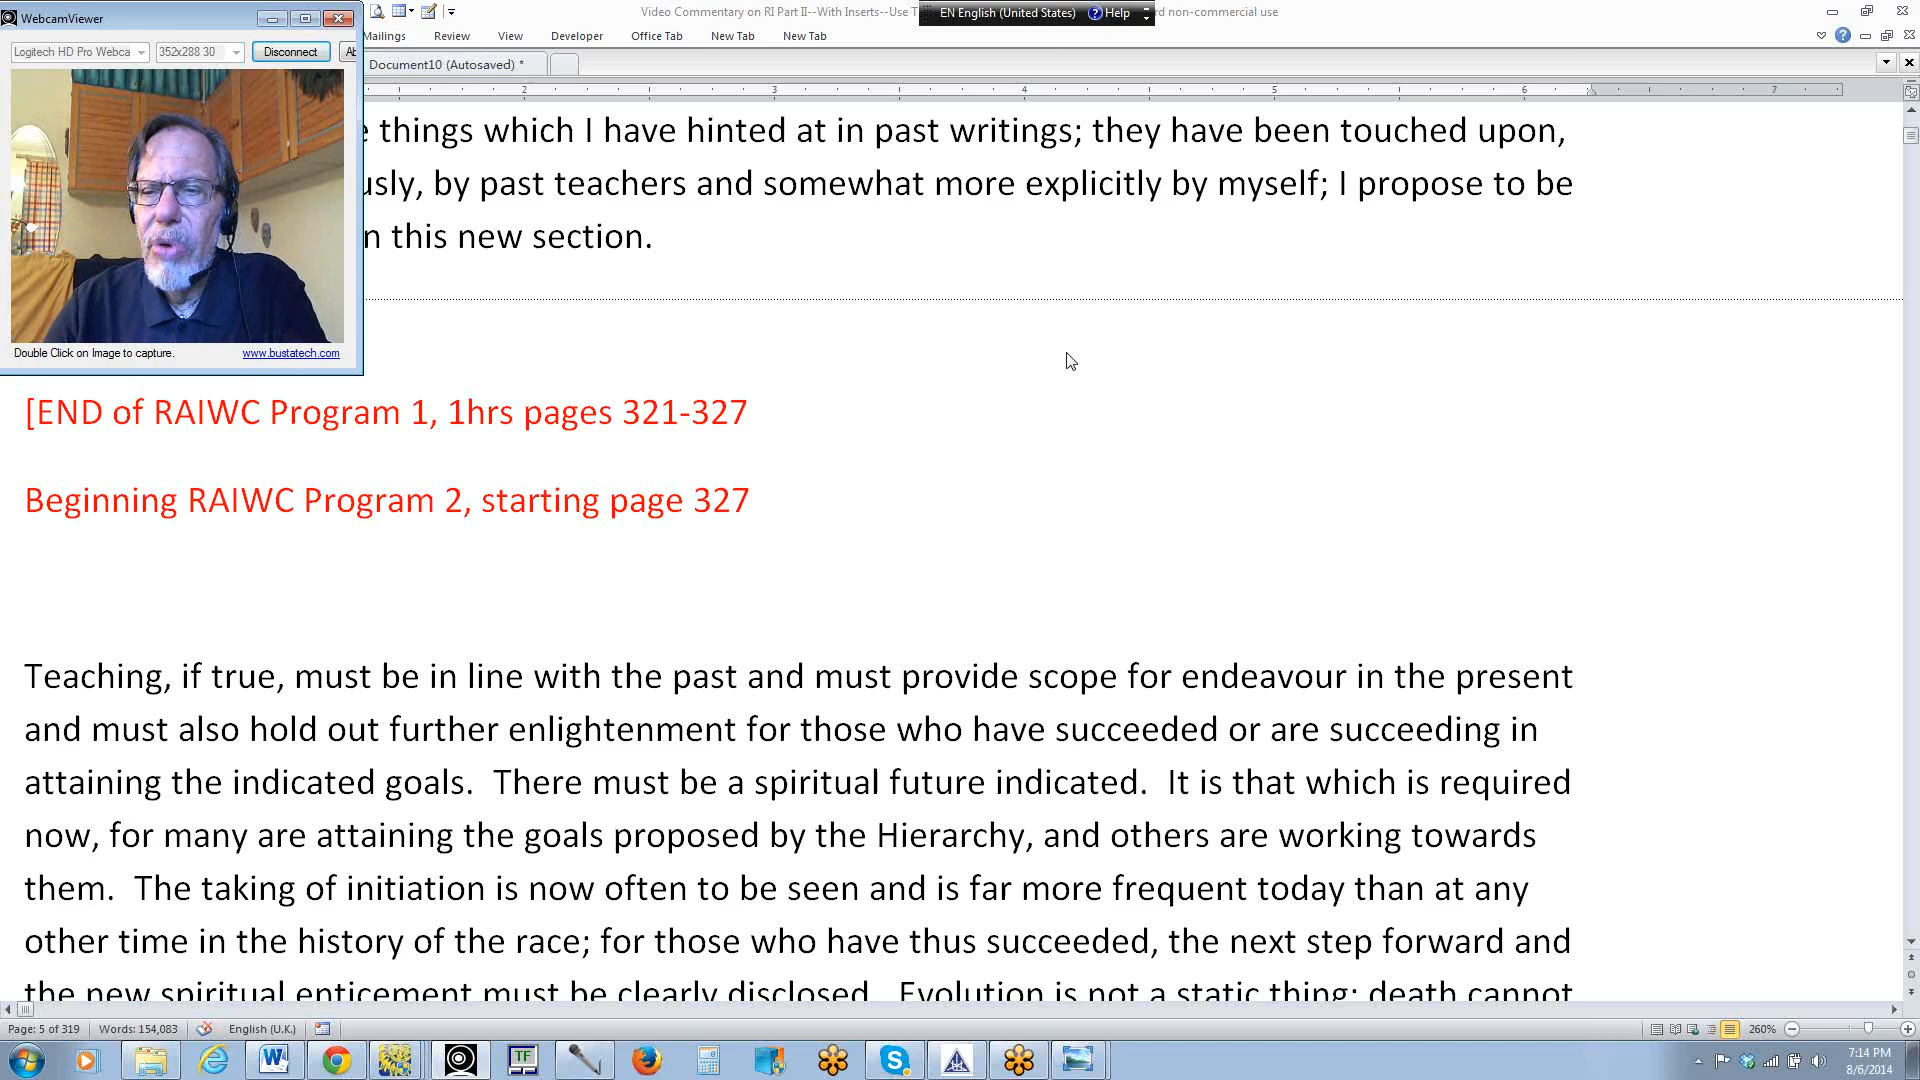 WebcamViewer
Video Commentary on RI Part II--With Inserts--Use T
EN English (United States)
Help
rd non-commercial use
Logitech HD Pro Webca
352x288 30
Disconnect
Ab
Mailings
Review
View
Developer
Office Tab
New Tab
New Tab
Document10 (Autosaved) *
2 3 4 5 6 7
e things which I have hinted at in past writings; they have been touched upon,
usly, by past teachers and somewhat more explicitly by myself; I propose to be
n this new section.
Double Click on Image to capture.
www.bustatech.com
[END of RAIWC Program 1, 1hrs pages 321-327
Beginning RAIWC Program 2, starting page 327
Teaching, if true, must be in line with the past and must provide scope for endeavour in the present
and must also hold out further enlightenment for those who have succeeded or are succeeding in
attaining the indicated goals.  There must be a spiritual future indicated.  It is that which is required
now, for many are attaining the goals proposed by the Hierarchy, and others are working towards
them.  The taking of initiation is now often to be seen and is far more frequent today than at any
other time in the history of the race; for those who have thus succeeded, the next step forward and
the new spiritual enticement must be clearly disclosed.  Evolution is not a static thing; death cannot
Page: 5 of 319
Words: 154,083
English (U.K.)
260%
TF
7:14 PM
8/6/2014